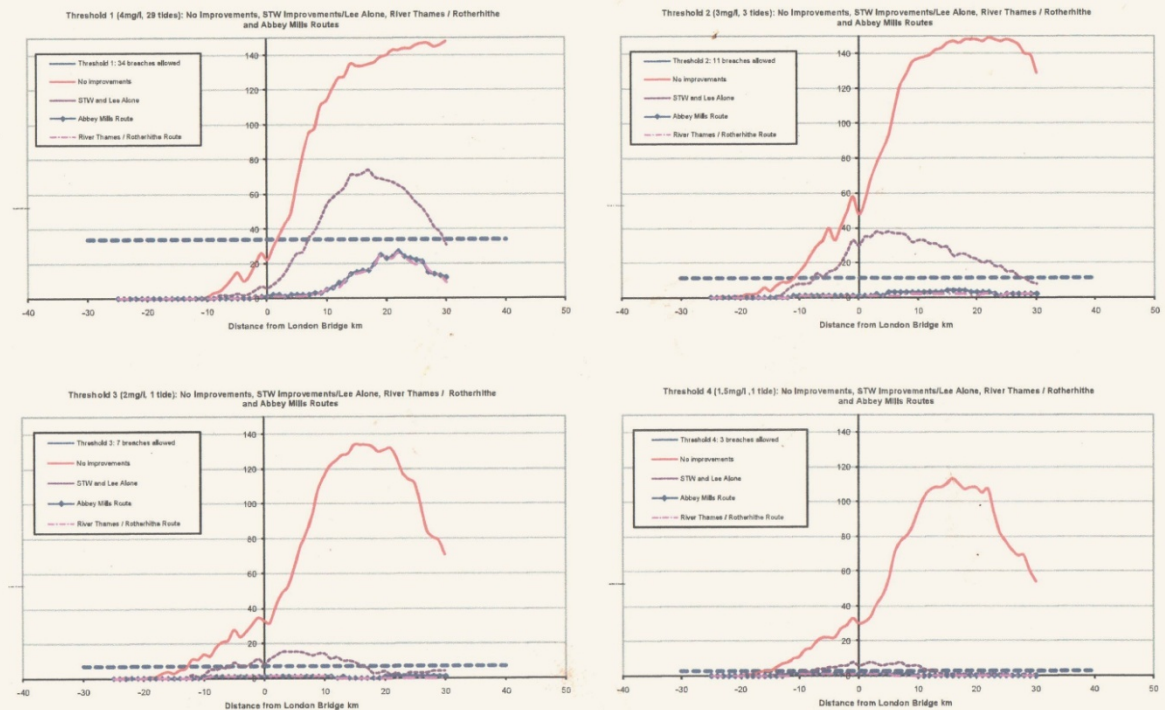 Threshold 1 (4mg/l, 29 tides): No Improvements, STW Improvements/Lee Alone, River Thames / Rotherhithe
and Abbey Mills Routes
140
120
100
80
60
40
20
0
-40 -30 -20 -10 0 10 20 30 40 50
Distance from London Bridge km
Threshold 1: 34 breaches allowed
No improvements
STW and Lee Alone
Abbey Mills Route
River Thames / Rotherhithe Route
Threshold 2 (3mg/l, 3 tides): No Improvements, STW Improvements/Lee Alone, River Thames / Rotherhithe
and Abbey Mills Routes
140
120
100
80
60
40
20
0
-40 -30 -20 -10 0 10 20 30 40 50
Distance from London Bridge km
Threshold 2: 11 breaches allowed
No improvements
STW and Lee Alone
Abbey Mills Route
River Thames / Rotherhithe Route
Threshold 3 (2mg/l, 1 tide): No Improvements, STW Improvements/Lee Alone, River Thames / Rotherhithe
and Abbey Mills Routes
140
120
100
80
60
40
20
0
-40 -30 -20 -10 0 10 20 30 40 50
Distance from London Bridge km
Threshold 3: 7 breaches allowed
No improvements
STW and Lee Alone
Abbey Mills Route
River Thames / Rotherhithe Route
Threshold 4 (1.5mg/l ,1 tide): No Improvements, STW Improvements/Lee Alone, River Thames / Rotherhithe
and Abbey Mills Routes
140
120
100
80
60
40
20
0
-40 -30 -20 -10 0 10 20 30 40 50
Distance from London Bridge km
Threshold 4: 3 breaches allowed
No improvements
STW and Lee Alone
Abbey Mills Route
River Thames / Rotherhithe Route